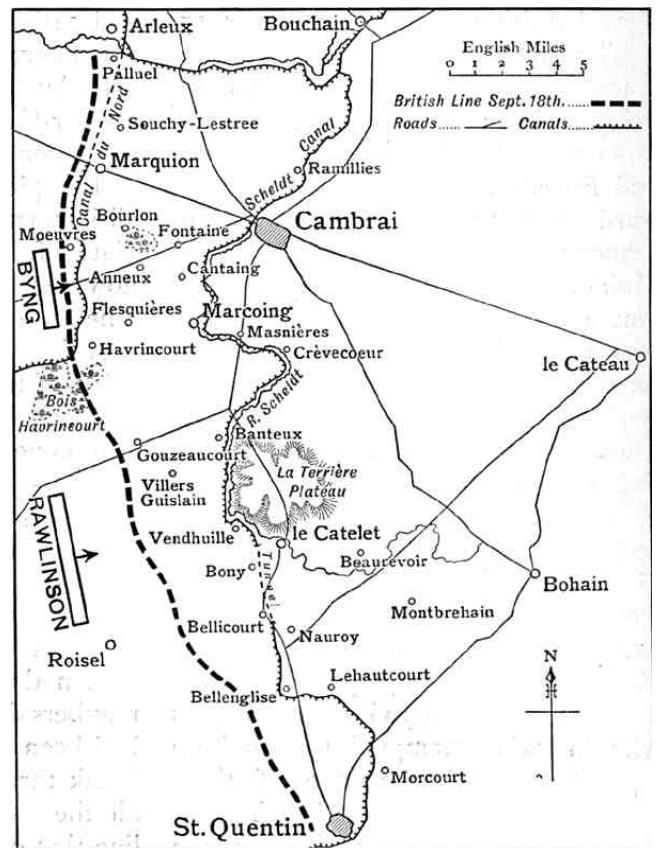 Arleux
Bouchain
English Miles
0 1 2 3 4 5
British Line Sept. 18th
Roads Canals
Palluel
Souchy-Lestree
Canal du Nord
Marquion
Scheldt Canal
Ramillies
Bourlon
Fontaine
Cambrai
Moeuvres
Anneux
Cantaing
BYNG
Flesquières
Marcoing
Masnières
Havrincourt
Crèvecoeur
le Cateau
Bois
Havrincourt
R. Scheldt
Banteux
Gouzeaucourt
La Terrière
Plateau
Villers
Guislain
RAWLINSON
Vendhuille
le Catelet
Beaurevoir
Bony
Tunnel
Bohain
Montbrehain
Bellicourt
Nauroy
Roisel
N
Lehautcourt
Bellenglise
Morcourt
St. Quentin